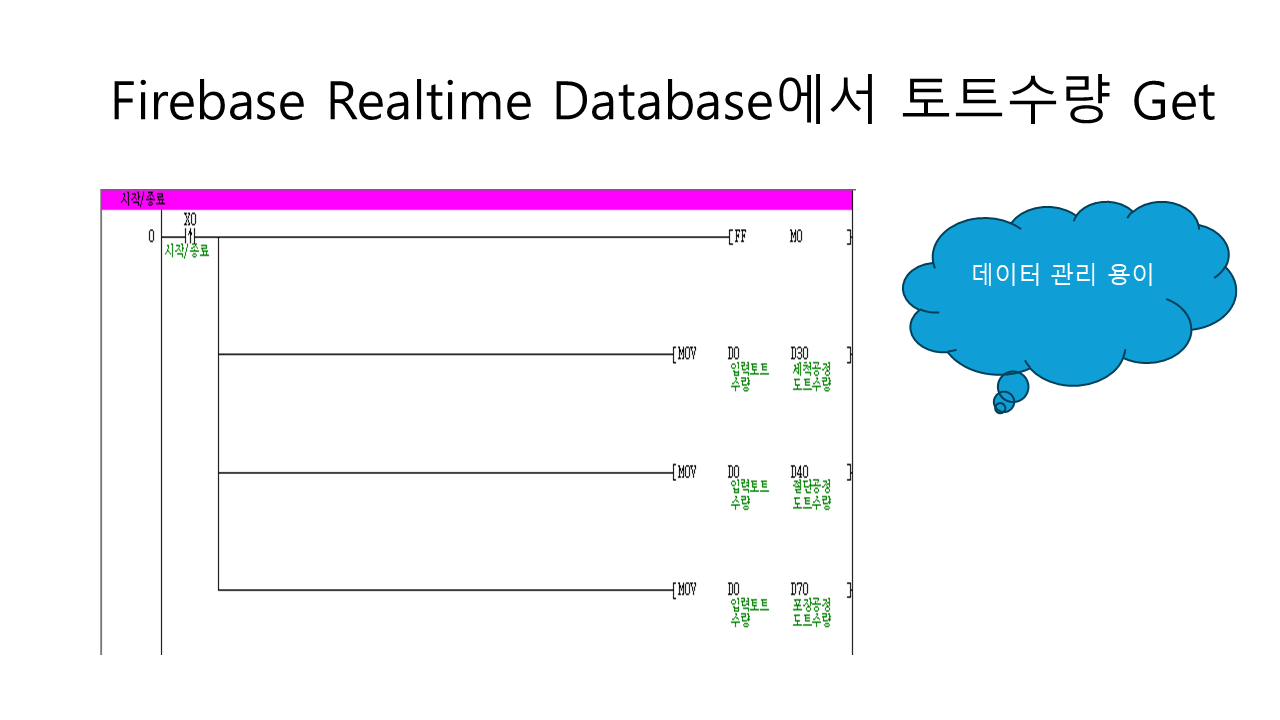 Firebase Realtime Database에서 토트수량 Get
시작/종료
X0
0
FF M0
시작/종료
데이터 관리 용이
MOV D0 D30
입력토트 세척공정
수량 도트수량
MOV D0 D40
입력토트 절단공정
수량 도트수량
MOV D0 D70
입력토트 포장공정
수량 도트수량